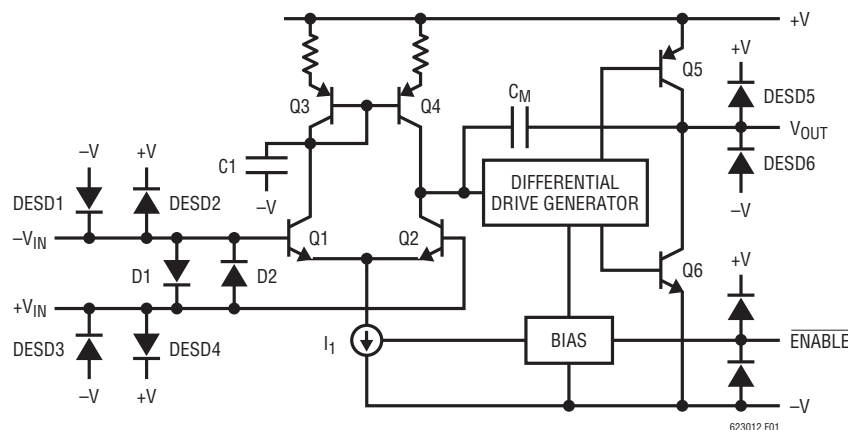 +V
Q3
Q4
Q5
+V
DESD5
CM
VOUT
DESD6
–V
C1
–V
DIFFERENTIAL
DRIVE GENERATOR
–V
+V
DESD1
DESD2
–VIN
Q1
Q2
D1
D2
Q6
+V
+VIN
DESD3
DESD4
–V
+V
I1
BIAS
ENABLE
–V
623012 F01